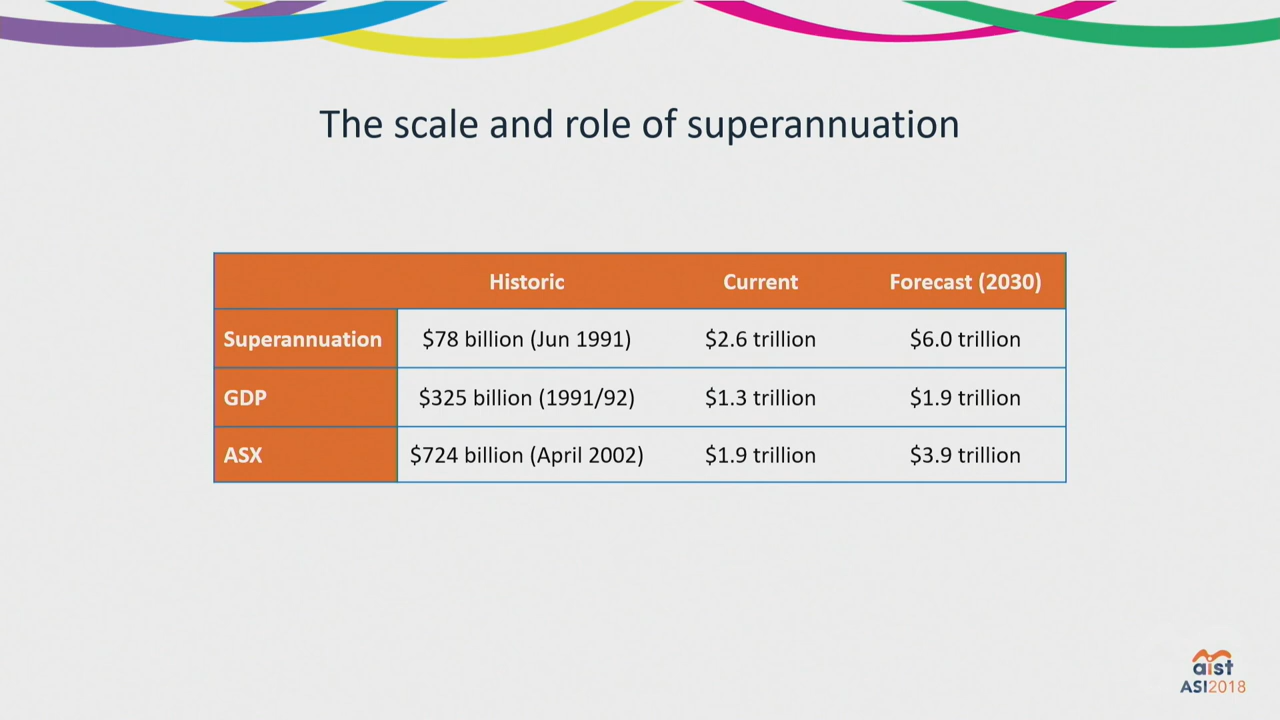 The scale and role of superannuation
Historic Current Forecast (2030)
Superannuation $78 billion (Jun 1991) $2.6 trillion $6.0 trillion
GDP $325 billion (1991/92) $1.3 trillion $1.9 trillion
ASX $724 billion (April 2002) $1.9 trillion $3.9 trillion
aist
ASI2018